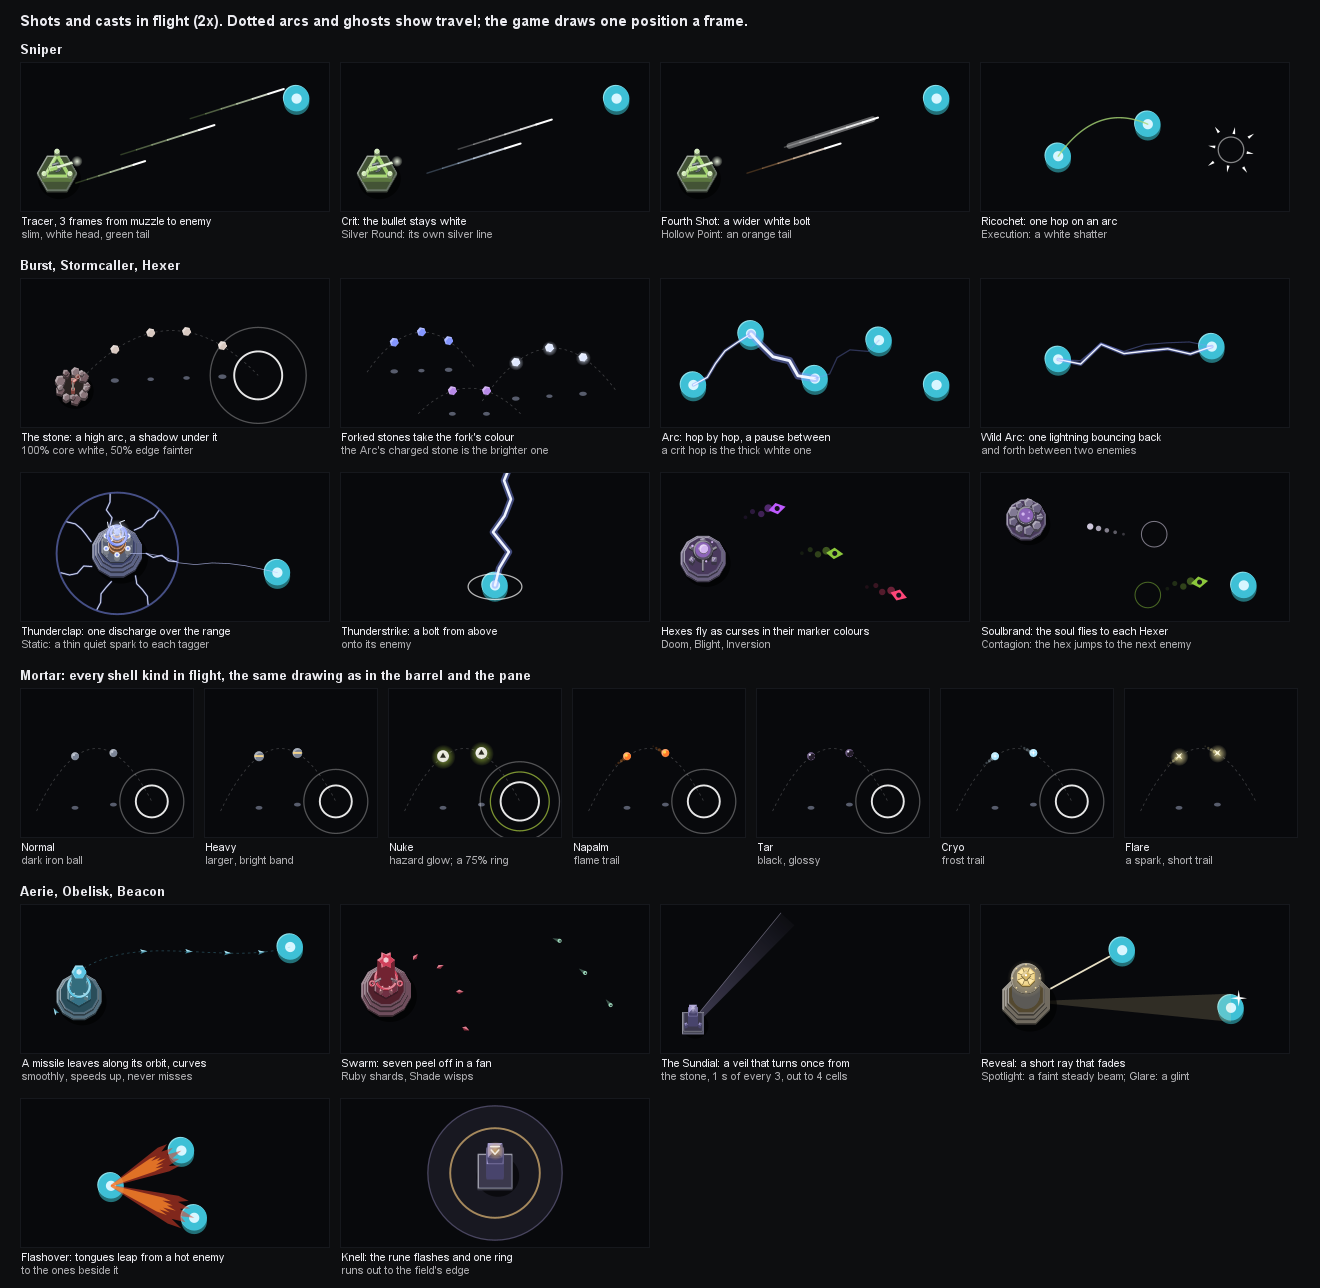 Shots and casts in flight (2x). Dotted arcs and ghosts show travel; the game draws one position a frame.
Sniper
Tracer, 3 frames from muzzle to enemy
slim, white head, green tail
Crit: the bullet stays white
Silver Round: its own silver line
Fourth Shot: a wider white bolt
Hollow Point: an orange tail
Ricochet: one hop on an arc
Execution: a white shatter
Burst, Stormcaller, Hexer
The stone: a high arc, a shadow under it
100% core white, 50% edge fainter
Forked stones take the fork's colour
the Arc's charged stone is the brighter one
Arc: hop by hop, a pause between
a crit hop is the thick white one
Wild Arc: one lightning bouncing back
and forth between two enemies
Thunderclap: one discharge over the range
Static: a thin quiet spark to each tagger
Thunderstrike: a bolt from above
onto its enemy
Hexes fly as curses in their marker colours
Doom, Blight, Inversion
Soulbrand: the soul flies to each Hexer
Contagion: the hex jumps to the next enemy
Mortar: every shell kind in flight, the same drawing as in the barrel and the pane
Normal
dark iron ball
Heavy
larger, bright band
Nuke
hazard glow; a 75% ring
Napalm
flame trail
Tar
black, glossy
Cryo
frost trail
Flare
a spark, short trail
Aerie, Obelisk, Beacon
A missile leaves along its orbit, curves
smoothly, speeds up, never misses
Swarm: seven peel off in a fan
Ruby shards, Shade wisps
The Sundial: a veil that turns once from
the stone, 1 s of every 3, out to 4 cells
Reveal: a short ray that fades
Spotlight: a faint steady beam; Glare: a glint
Flashover: tongues leap from a hot enemy
to the ones beside it
Knell: the rune flashes and one ring
runs out to the field's edge